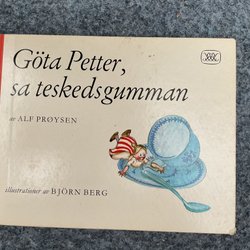 Göta Petter,
sa teskedsgumman
av ALF PRØYSEN
illustrationer av BJÖRN BERG